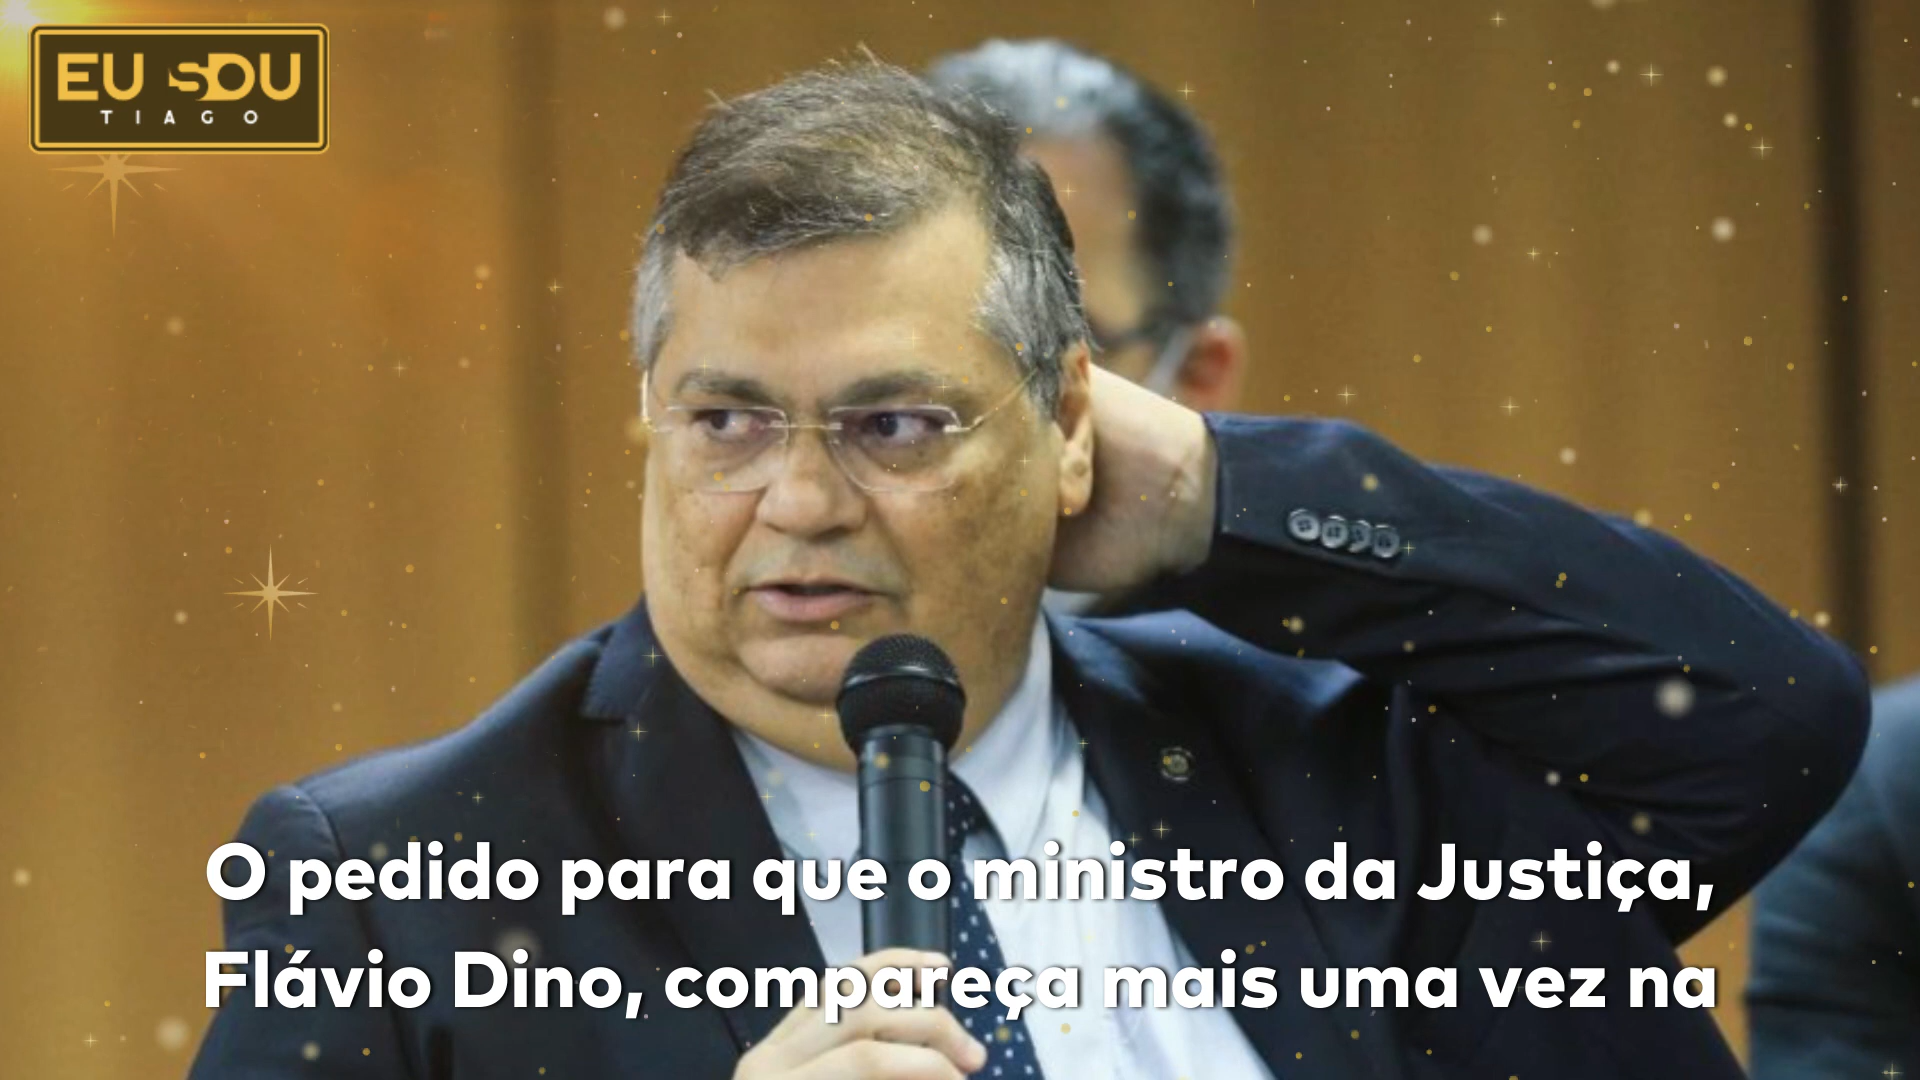 EU SOU
TIAGO
O pedido para que o ministro da Justiça,
Flávio Dino, compareça mais uma vez na